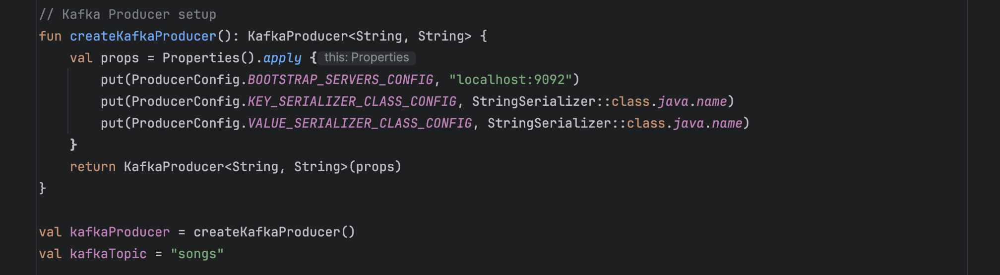 // Kafka Producer setup
fun createKafkaProducer(): KafkaProducer<String, String> {
    val props = Properties().apply { this: Properties
        put(ProducerConfig.BOOTSTRAP_SERVERS_CONFIG, "localhost:9092")
        put(ProducerConfig.KEY_SERIALIZER_CLASS_CONFIG, StringSerializer::class.java.name)
        put(ProducerConfig.VALUE_SERIALIZER_CLASS_CONFIG, StringSerializer::class.java.name)
    }
    return KafkaProducer<String, String>(props)
}

val kafkaProducer = createKafkaProducer()
val kafkaTopic = "songs"